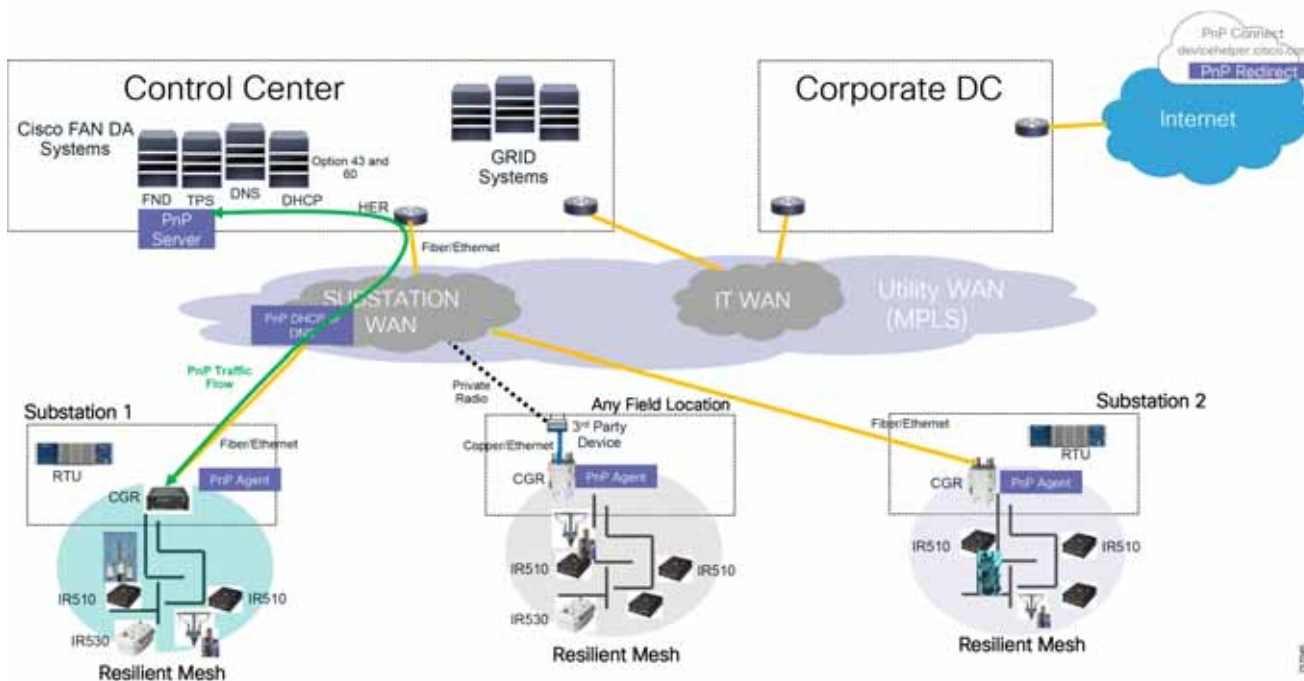 PnP Connect
devicehelper.cisco.com
PnP Redirect
Internet
Control Center
Corporate DC
Cisco FAN DA
Systems
Option 43 and
60
FND
TPS
DNS
DHCP
GRID
Systems
PnP
Server
HER
Fiber/Ethernet
SUBSTATION
WAN
IT WAN
Utility WAN
(MPLS)
PnP DHCP or
DNS
PnP Traffic
Flow
Private
Radio
Substation 1
Fiber/Ethernet
RTU
CGR
PnP Agent
IR510
IR510
IR530
Resilient Mesh
Any Field Location
3rd Party
Device
Copper/Ethernet
CGR
PnP Agent
IR510
IR530
Resilient Mesh
Substation 2
Fiber/Ethernet
RTU
CGR
PnP Agent
IR510
IR510
Resilient Mesh